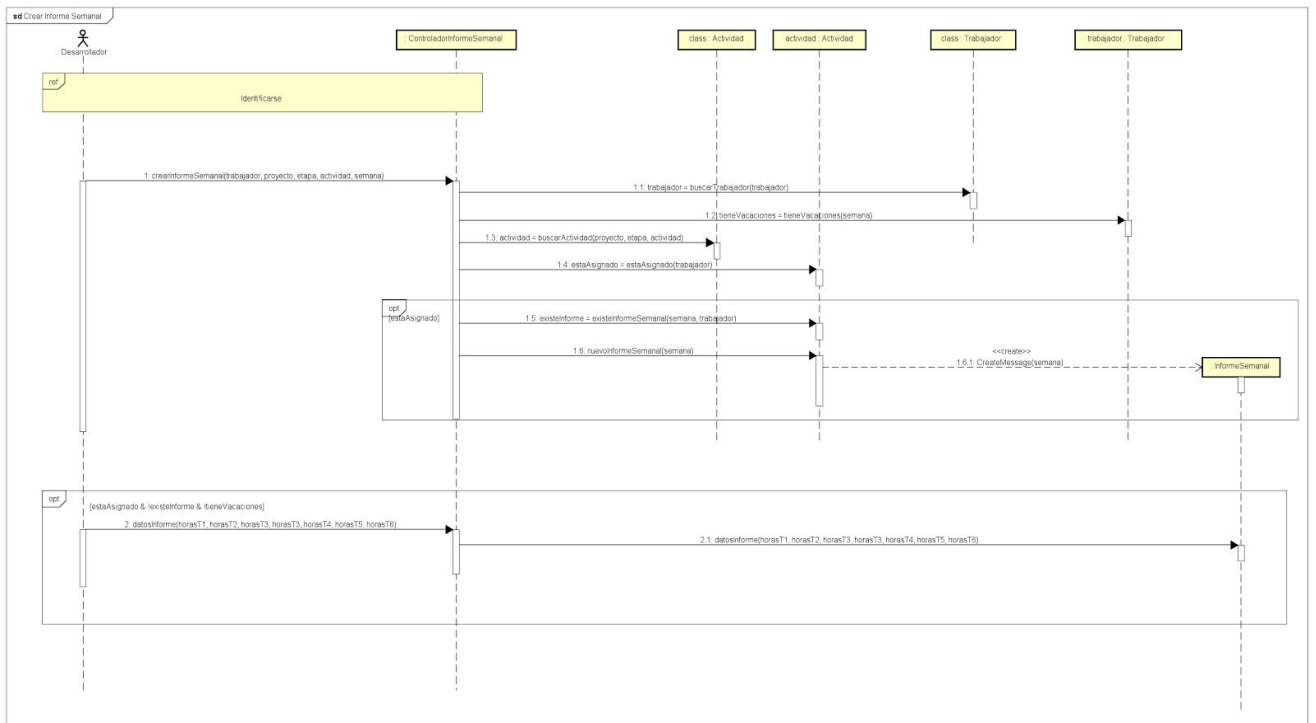 sd Crear Informe Semanal
: Desarrollador
: ControladorInformeSemanal
class : Actividad
actividad : Actividad
class : Trabajador
trabajador : Trabajador
ref
Identificarse
1: crearInformeSemanal(trabajador, proyecto, etapa, actividad, semana)
1.1: trabajador = buscarTrabajador(trabajador)
1.2: tieneVacaciones = tieneVacaciones(semana)
1.3: actividad = buscarActividad(proyecto, etapa, actividad)
1.4: estaAsignado = estaAsignado(trabajador)
opt
[estaAsignado]
1.5: existeInforme = existeInformeSemanal(semana, trabajador)
1.6: nuevoInformeSemanal(semana)
<<create>>
1.6.1: CreateMessage(semana)
: InformeSemanal
opt
[estaAsignado & !existeInforme & !tieneVacaciones]
2: datosInforme(horasT1, horasT2, horasT3, horasT3, horasT4, horasT5, horasT6)
2.1: datosInforme(horasT1, horasT2, horasT3, horasT3, horasT4, horasT5, horasT6)